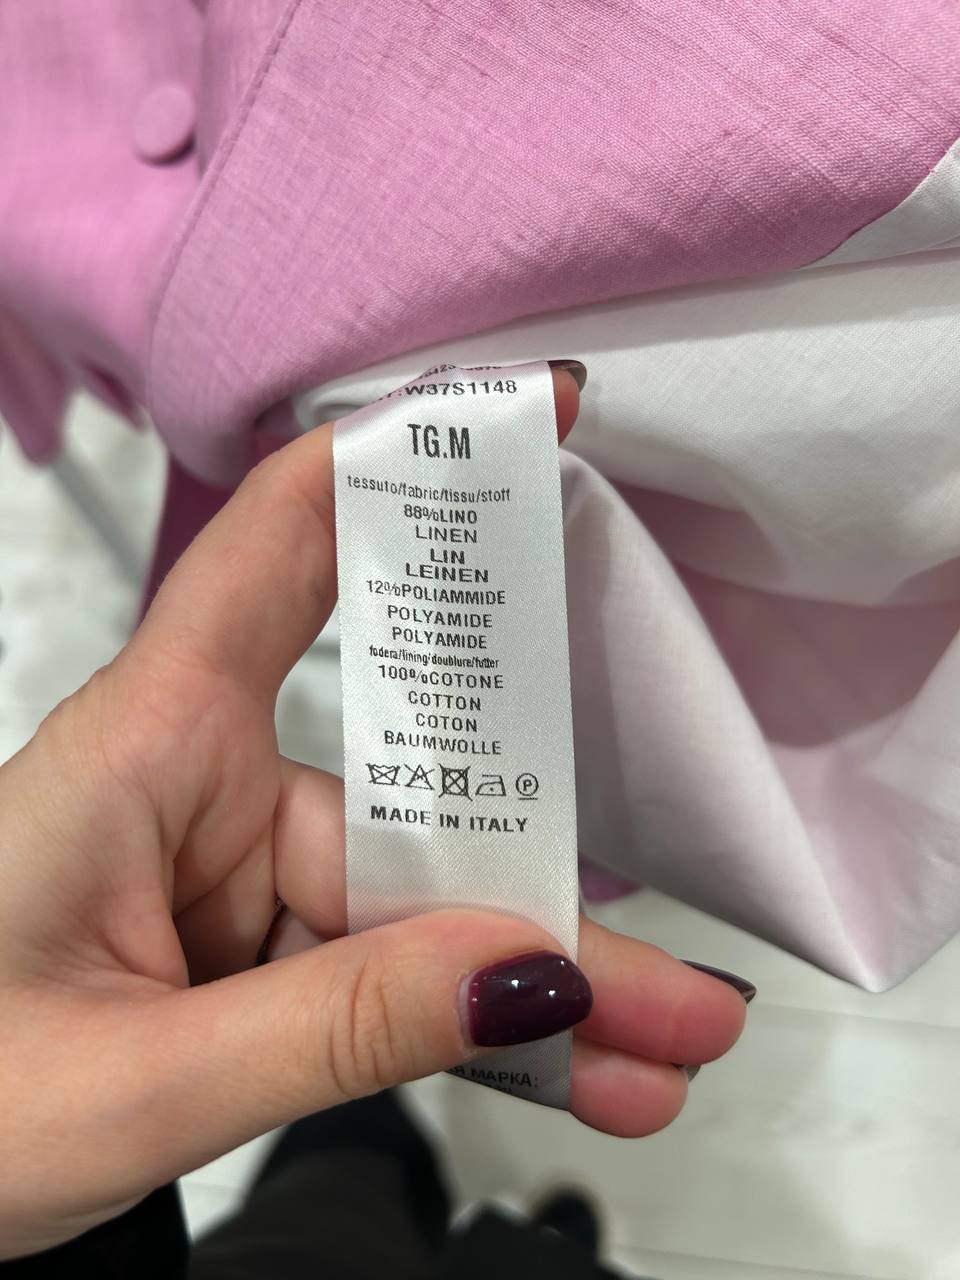 W37S1148
TG.M
tessuto/fabric/tissu/stoff
88%LINO
LINEN
LIN
LEINEN
12%POLIAMMIDE
POLYAMIDE
POLYAMIDE
fodera/lining/doublure/futter
100%COTONE
COTTON
COTON
BAUMWOLLE
P
MADE IN ITALY
МАРКА: